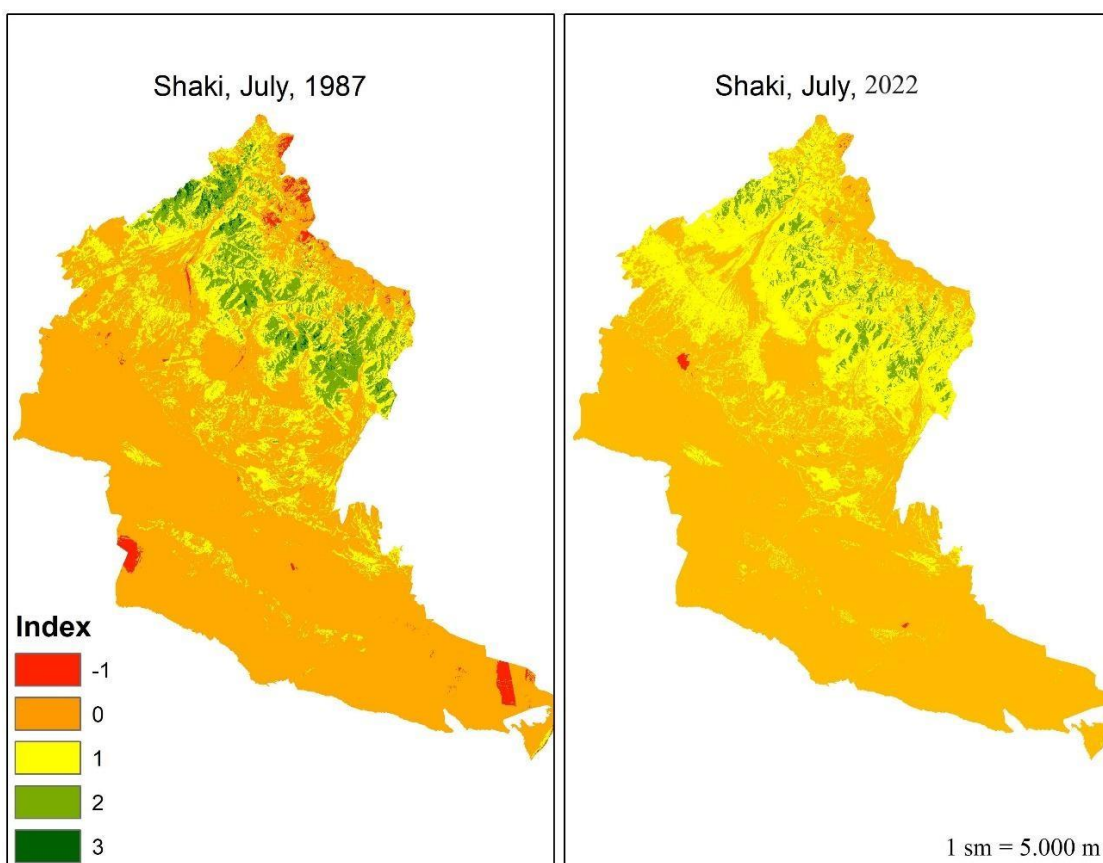 Shaki, July, 1987
Index
-1
0
1
2
3
Shaki, July, 2022
1 sm = 5.000 m